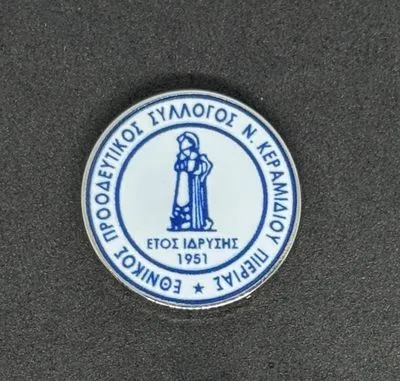 ΕΘΝΙΚΟΣ ΠΡΟΟΔΕΥΤΙΚΟΣ ΣΥΛΛΟΓΟΣ Ν. ΚΕΡΑΜΙΔΙΟΥ ΠΙΕΡΙΑΣ ★
ΕΤΟΣ ΙΔΡΥΣΗΣ
1951